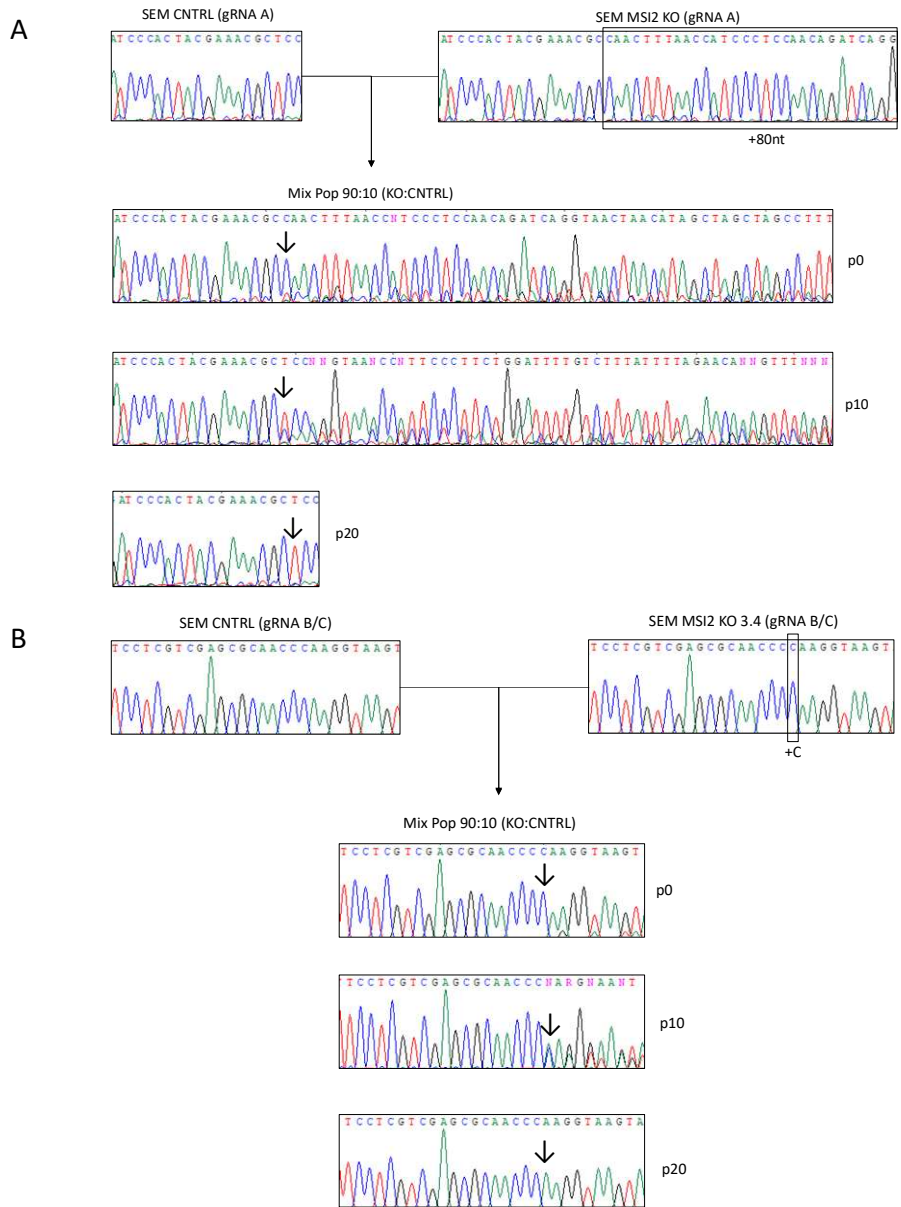 A
SEM CNTRL (gRNA A)
SEM MSI2 KO (gRNA A)
ATCCCACTACGAAACGCTCC
ATCCCACTACGAAACGCCAACTTTAACCATCCCTCCAACAGATCAGG
+80nt
Mix Pop 90:10 (KO:CNTRL)
ATCCCACTACGAAACGCCAACTTTAACCNTCCCTCCAACAGATCAGGTAACTAACATAGCTAGCTAGCCTTT
p0
ATCCCACTACGAAACGCTCCNNGTAANCCNTTCCCTTCTGGATTTTGTCTTTATTTTAGAACANNGTTTNNN
p10
GATCCCACTACGAAACGCTCC
p20
B
SEM CNTRL (gRNA B/C)
SEM MSI2 KO 3.4 (gRNA B/C)
TCCTCGTCGAGCGCAACCCAAGGTAAGT
TCCTCGTCGAGCGCAACCCCAAGGTAAGT
+C
Mix Pop 90:10 (KO:CNTRL)
TCCTCGTCGAGCGCAACCCCAAGGTAAGT
p0
TCCTCGTCGAGCGCAACCCNARGNAANT
p10
TCCTCGTCGAGCGCAACCCAAGGTAAGTA
p20